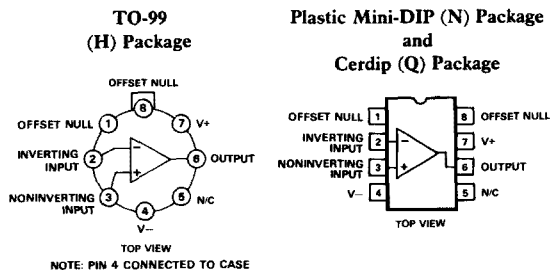 TO-99
(H) Package
OFFSET NULL
8
OFFSET NULL
1
7
V+
INVERTING
INPUT
2
−
+
6
OUTPUT
NONINVERTING
INPUT
3
5
N/C
4
V−
TOP VIEW
NOTE: PIN 4 CONNECTED TO CASE
Plastic Mini-DIP (N) Package
and
Cerdip (Q) Package
OFFSET NULL
1
8
OFFSET NULL
INVERTING
INPUT
2
−
7
V+
NONINVERTING
INPUT
3
+
6
OUTPUT
V−
4
5
N/C
TOP VIEW